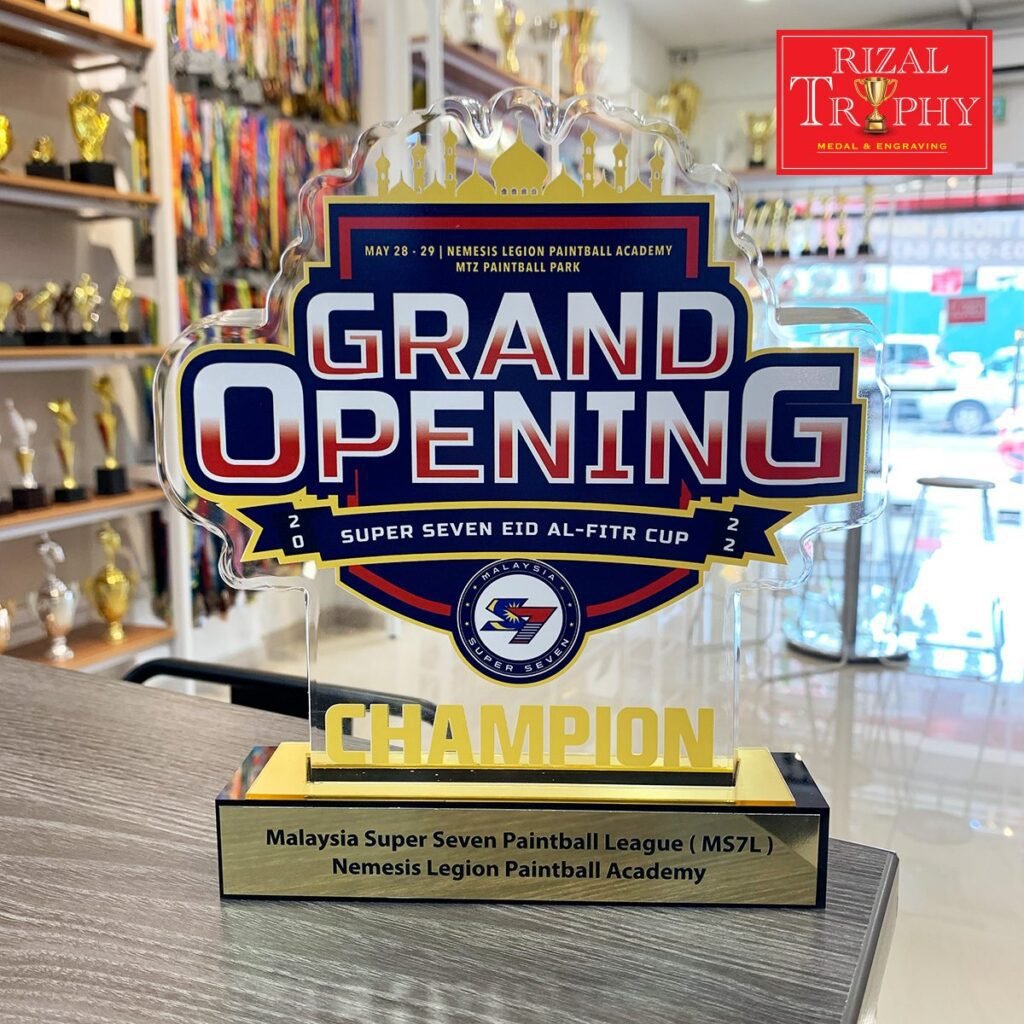 RIZAL
TROPHY
MEDAL & ENGRAVING
MAY 28 - 29 | NEMESIS LEGION PAINTBALL ACADEMY
MTZ PAINTBALL PARK
GRAND
OPENING
20
SUPER SEVEN EID AL-FITR CUP
22
MALAYSIA
S7
SUPER SEVEN
CHAMPION
Malaysia Super Seven Paintball League ( MS7L )
Nemesis Legion Paintball Academy